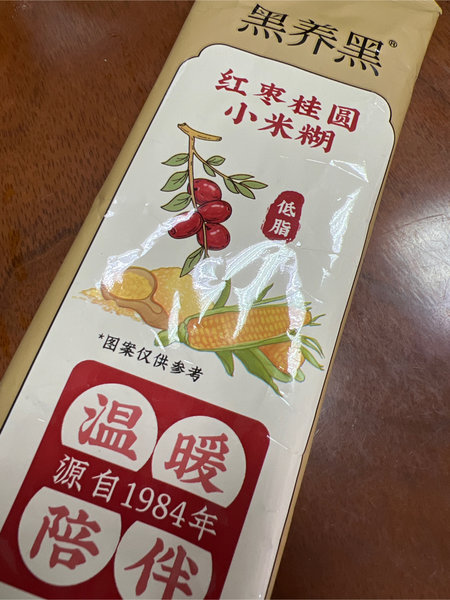 黑养黑®
红枣桂圆
小米糊
低脂
*图案仅供参考
温暖
源自1984年
陪伴